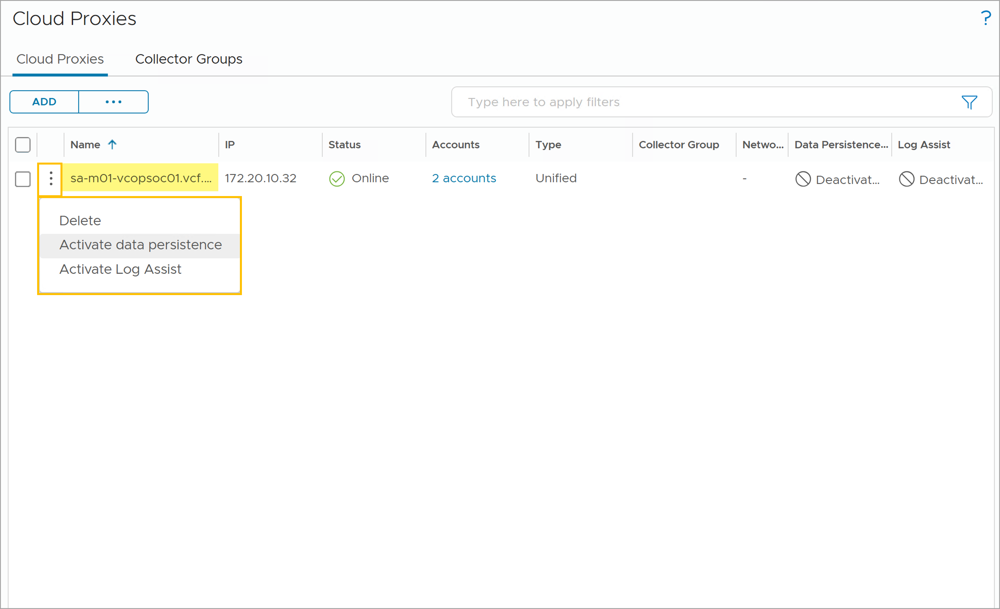 Cloud Proxies
?
Cloud Proxies Collector Groups
ADD ...
Type here to apply filters
Name IP Status Accounts Type Collector Group Netwo... Data Persistence... Log Assist
sa-m01-vcopsoc01.vcf.... 172.20.10.32 Online 2 accounts Unified - Deactivat... Deactivat...
Delete
Activate data persistence
Activate Log Assist